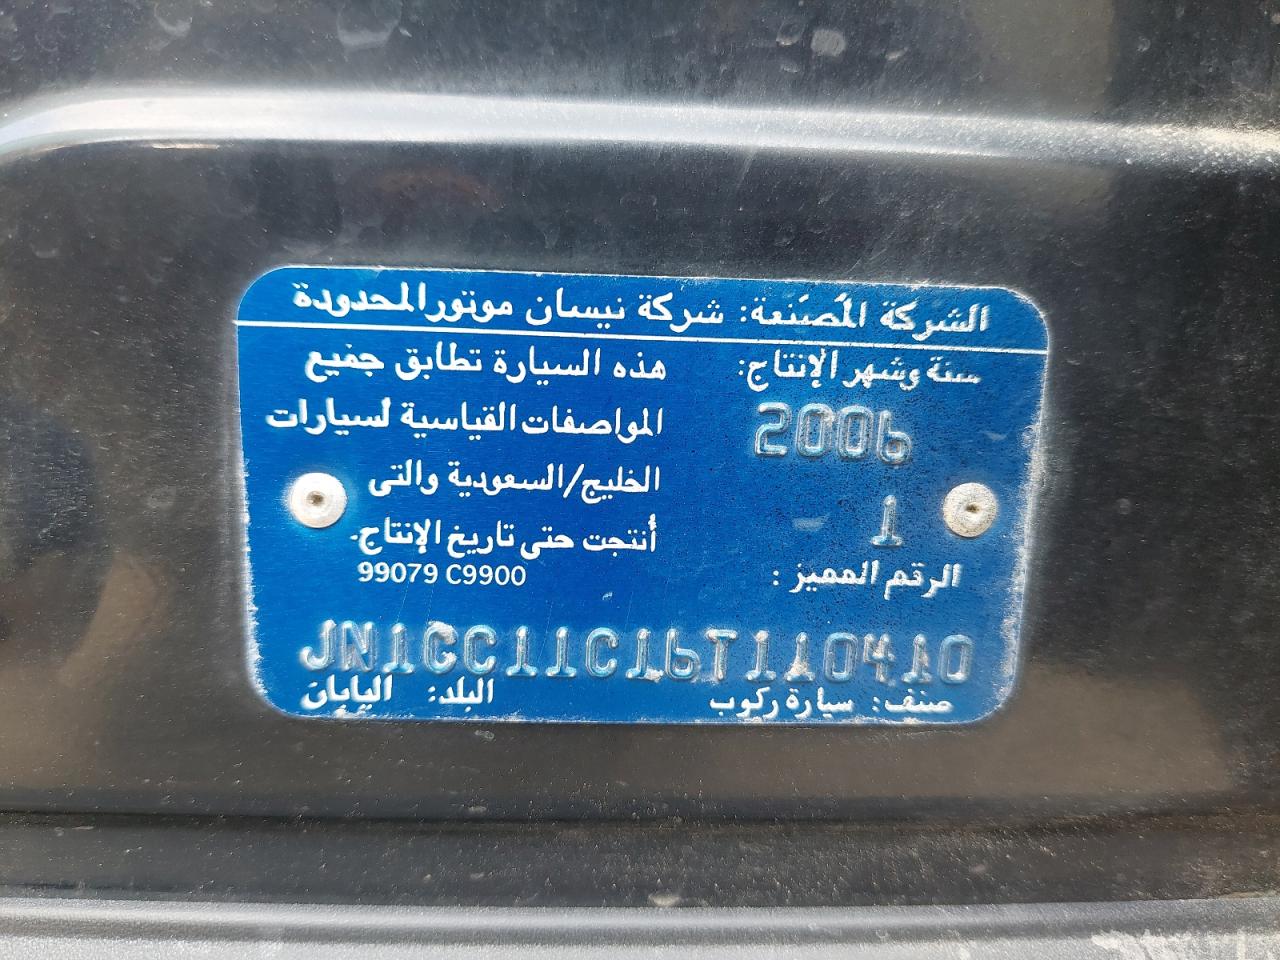 الشركة المصنعة: شركة نيسان موتور المحدودة
سنة وشهر الإنتاج:
2006
1
الرقم المميز :
هذه السيارة تطابق جميع
المواصفات القياسية لسيارات
الخليج/السعودية والتى
أنتجت حتى تاريخ الإنتاج.
99079 C9900
JN1CC11C16T110410
صنف: سيارة ركوب
البلد: اليابان